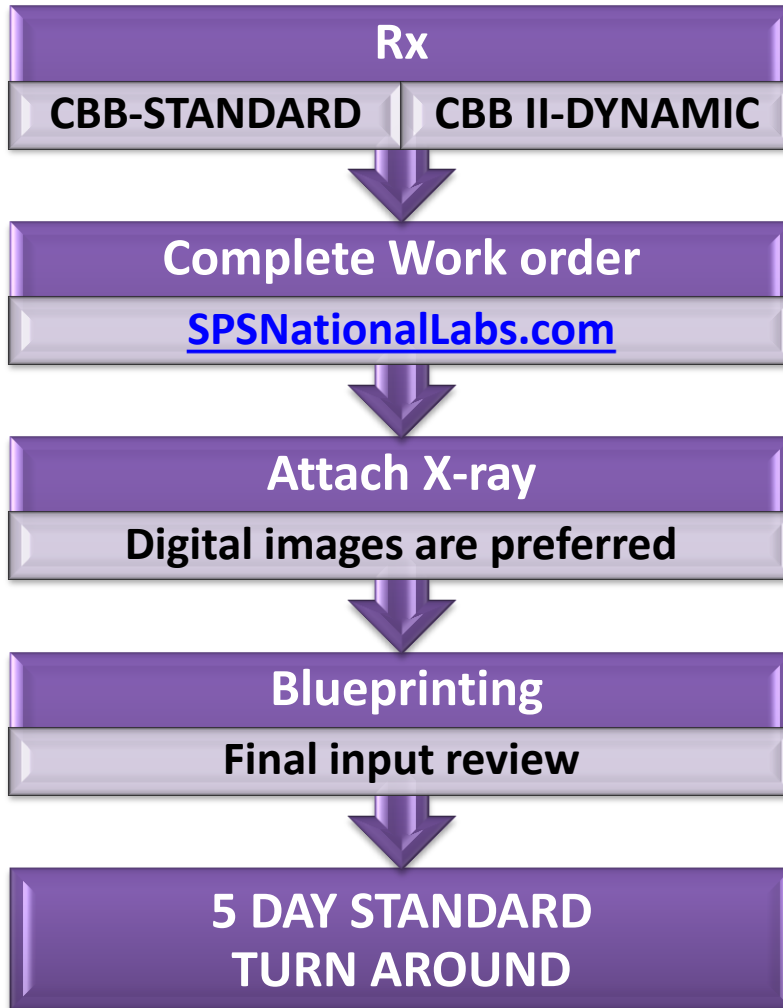 Rx
CBB-STANDARD CBB II-DYNAMIC
Complete Work order
SPSNationalLabs.com
Attach X-ray
Digital images are preferred
Blueprinting
Final input review
5 DAY STANDARD
TURN AROUND